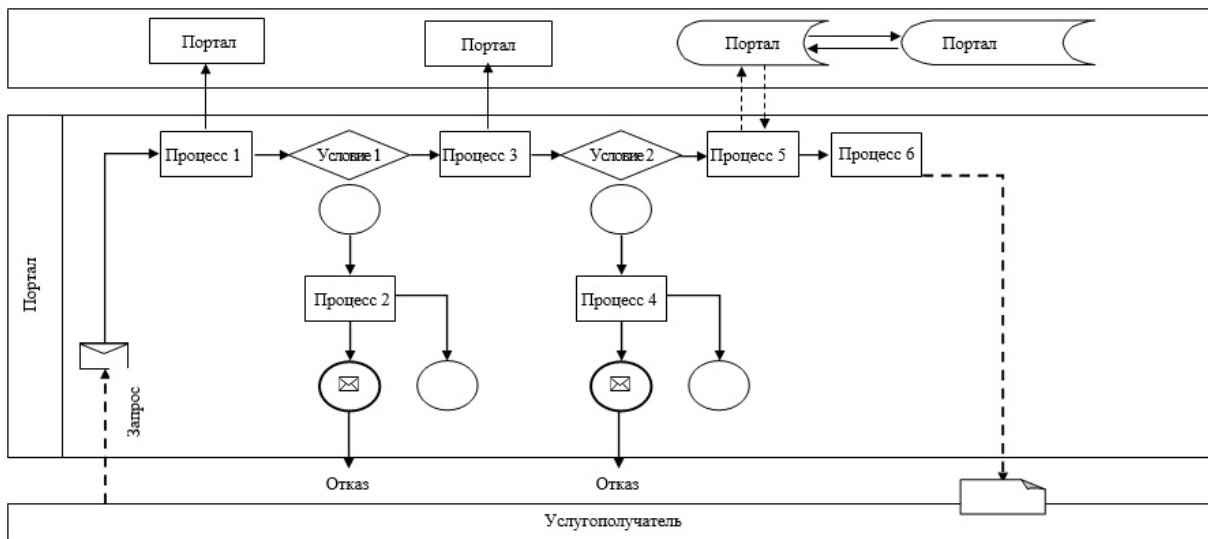 Портал
Портал
Портал
Портал
Процесс 1
Условие 1
Процесс 3
Условие 2
Процесс 5
Процесс 6
Портал
Процесс 2
Процесс 4
Запрос
Отказ
Отказ
Услугополучатель